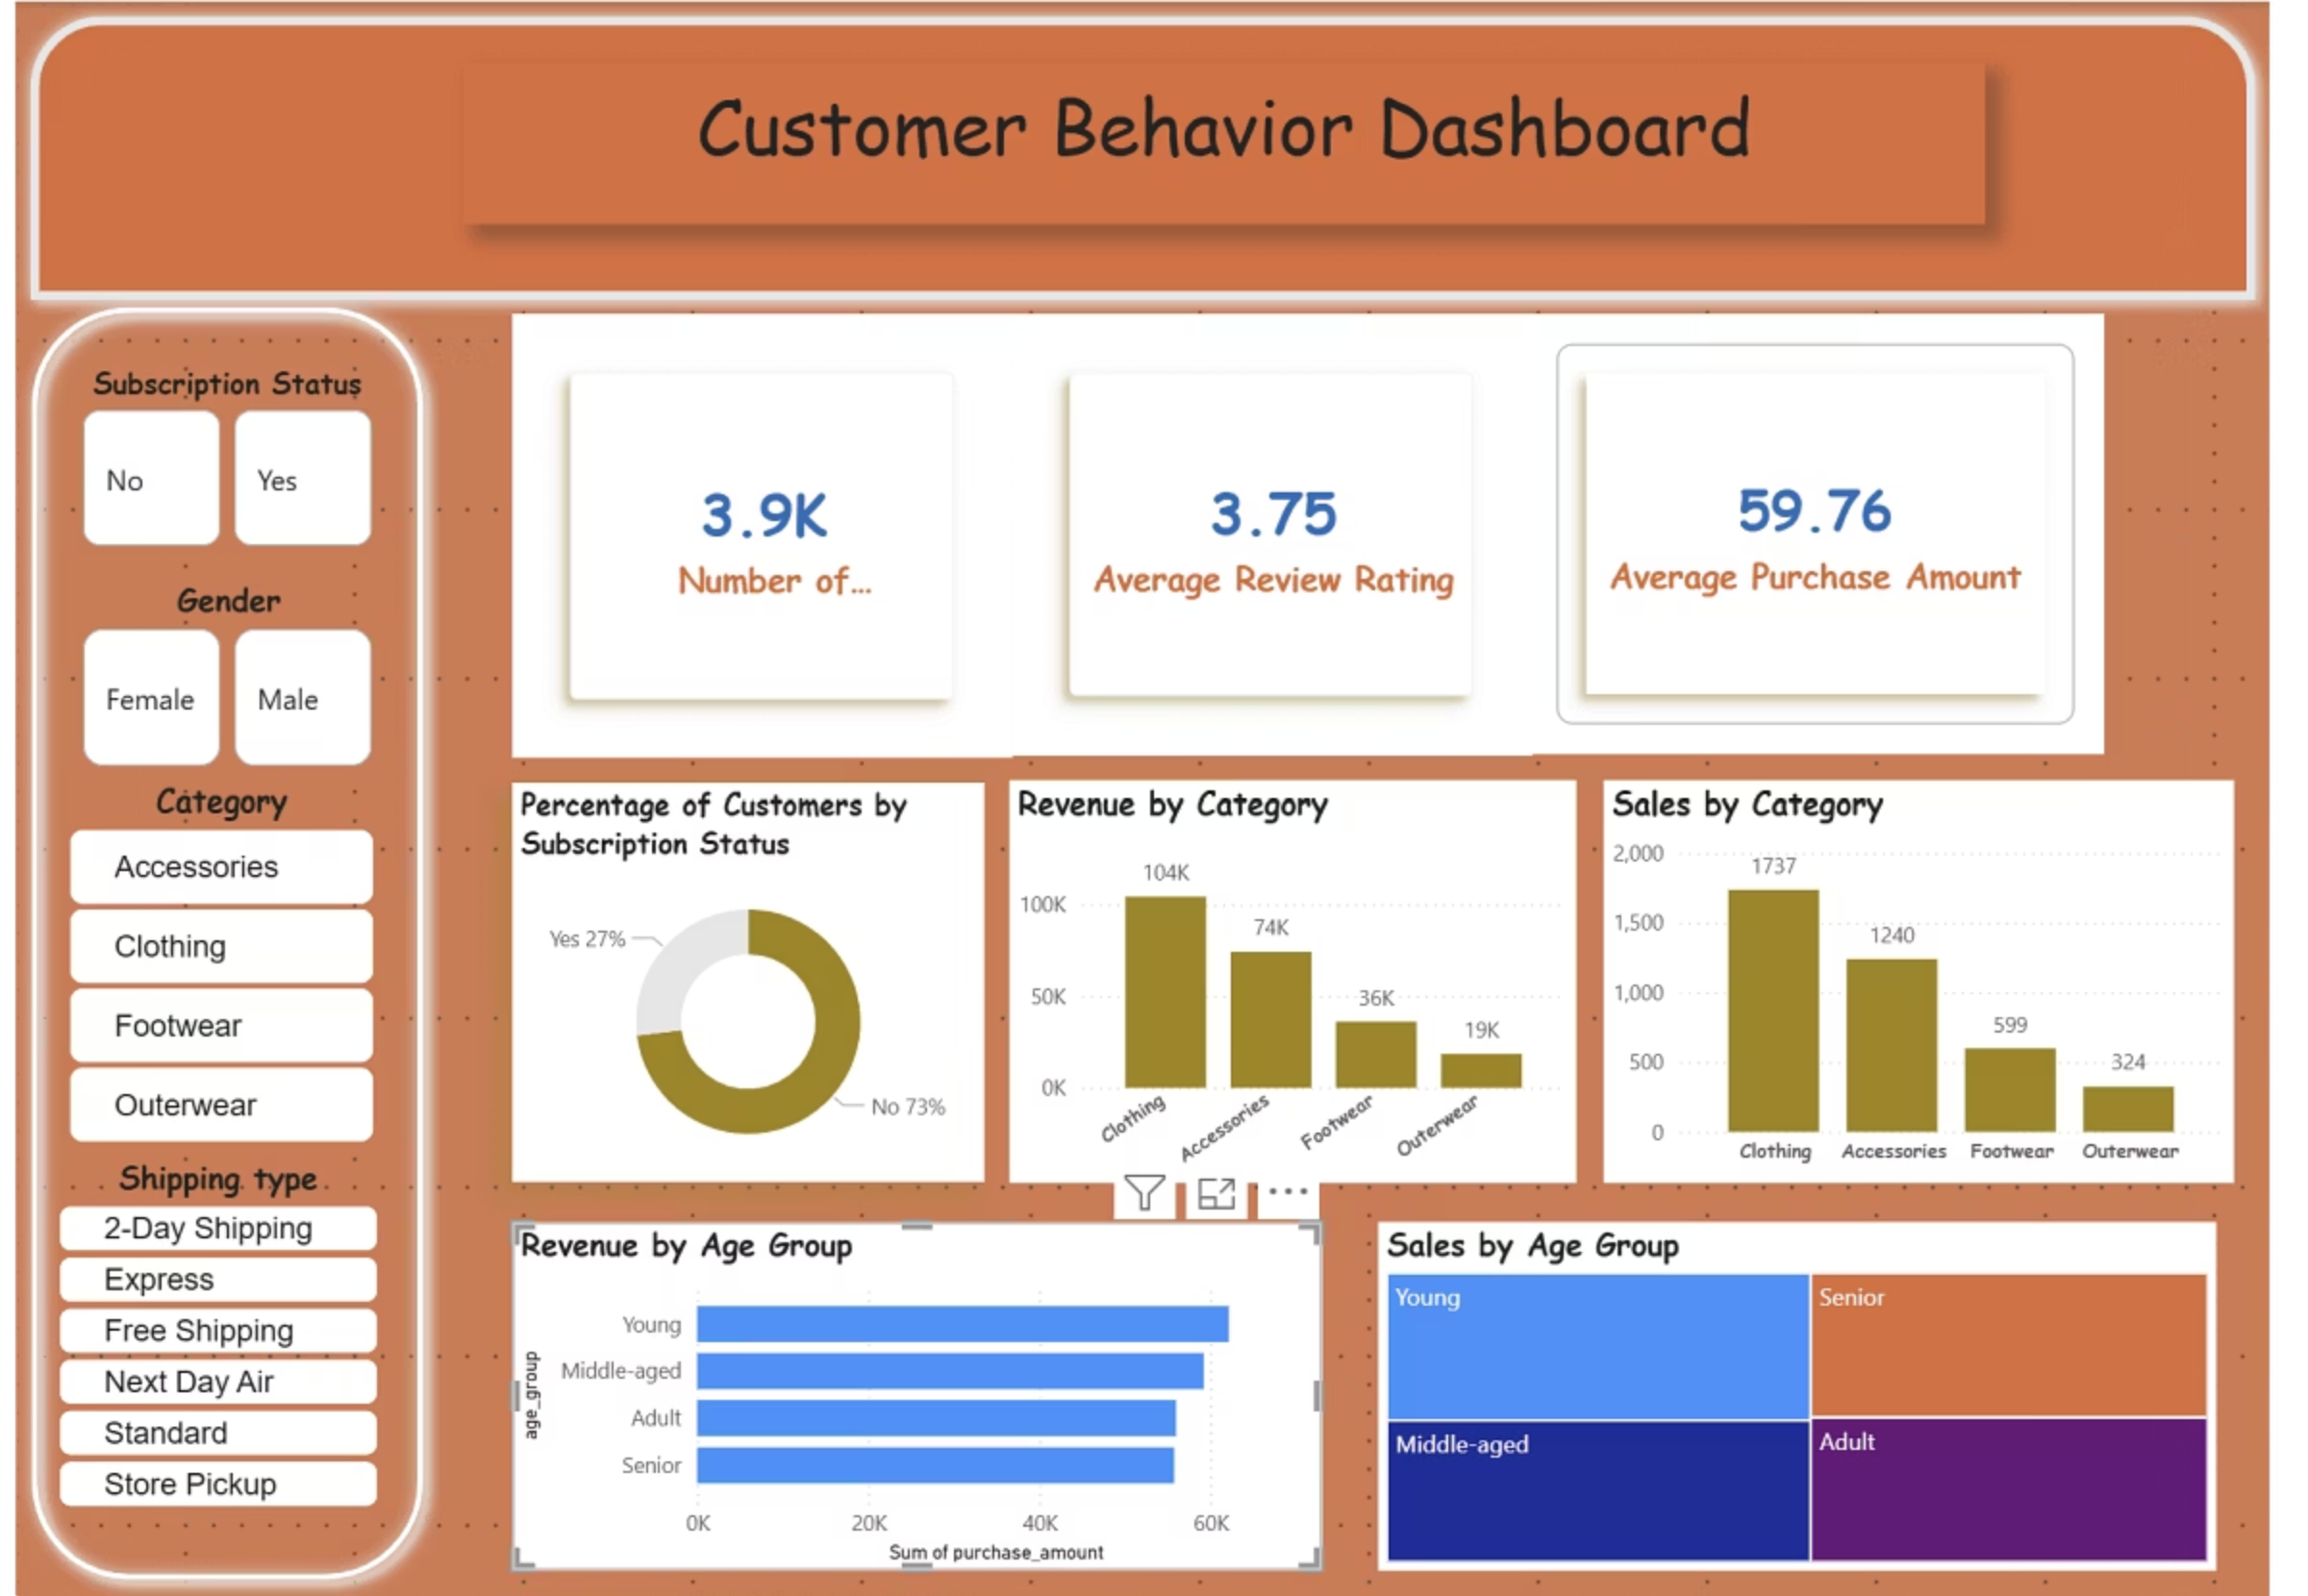 Customer Behavior Dashboard
Subscription Status
No
Yes
Gender
Female
Male
Category
Accessories
Clothing
Footwear
Outerwear
Shipping type
2-Day Shipping
Express
Free Shipping
Next Day Air
Standard
Store Pickup
3.9K
Number of...
3.75
Average Review Rating
59.76
Average Purchase Amount
Percentage of Customers by
Subscription Status
Yes 27%
No 73%
Revenue by Category
104K
100K
74K
50K
36K
19K
0K
Clothing
Accessories
Footwear
Outerwear
Sales by Category
2,000
1737
1,500
1240
1,000
599
500
324
0
Clothing
Accessories
Footwear
Outerwear
Revenue by Age Group
age_group
Young
Middle-aged
Adult
Senior
0K
20K
40K
60K
Sum of purchase_amount
Sales by Age Group
Young
Senior
Middle-aged
Adult